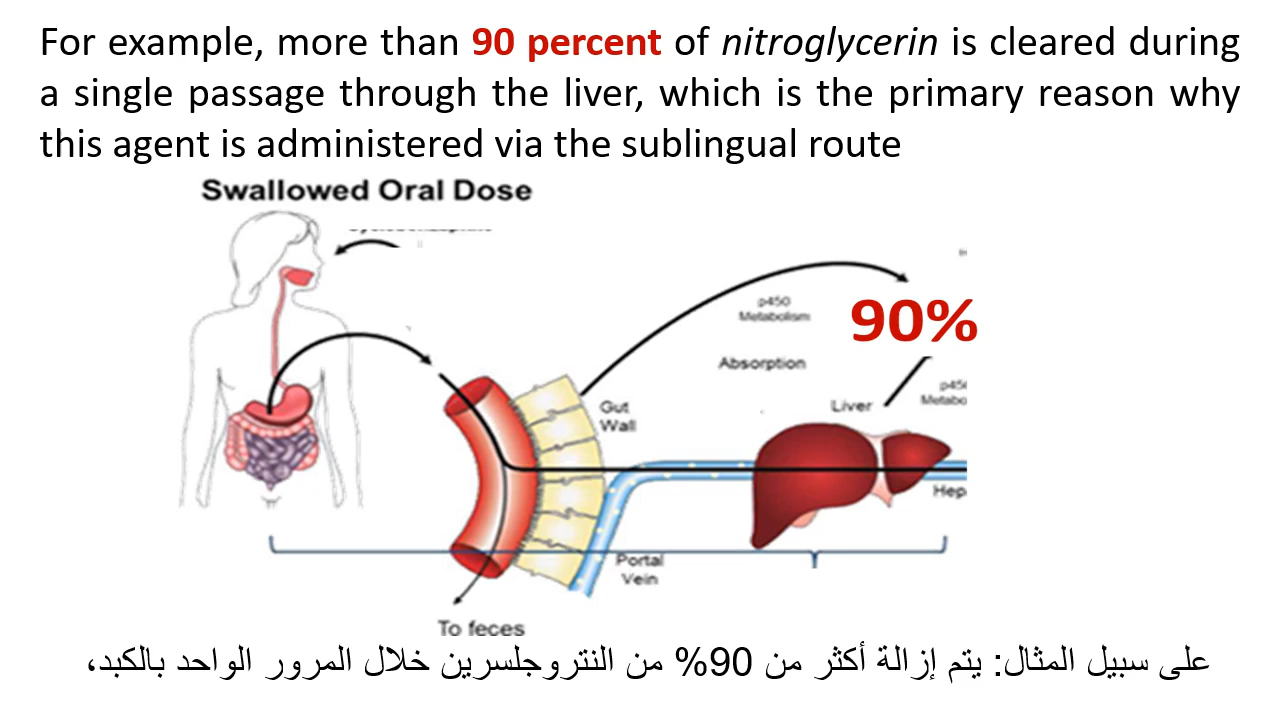 For example, more than 90 percent of nitroglycerin is cleared during
a single passage through the liver, which is the primary reason why
this agent is administered via the sublingual route
Swallowed Oral Dose
p450
Metabolism
90%
Absorption
p45
Metabo
Liver
Gut
Wall
Hep
Portal
Vein
To feces
على سبيل المثال: يتم إزالة أكثر من 90% من النتروجلسرين خلال المرور الواحد بالكبد،